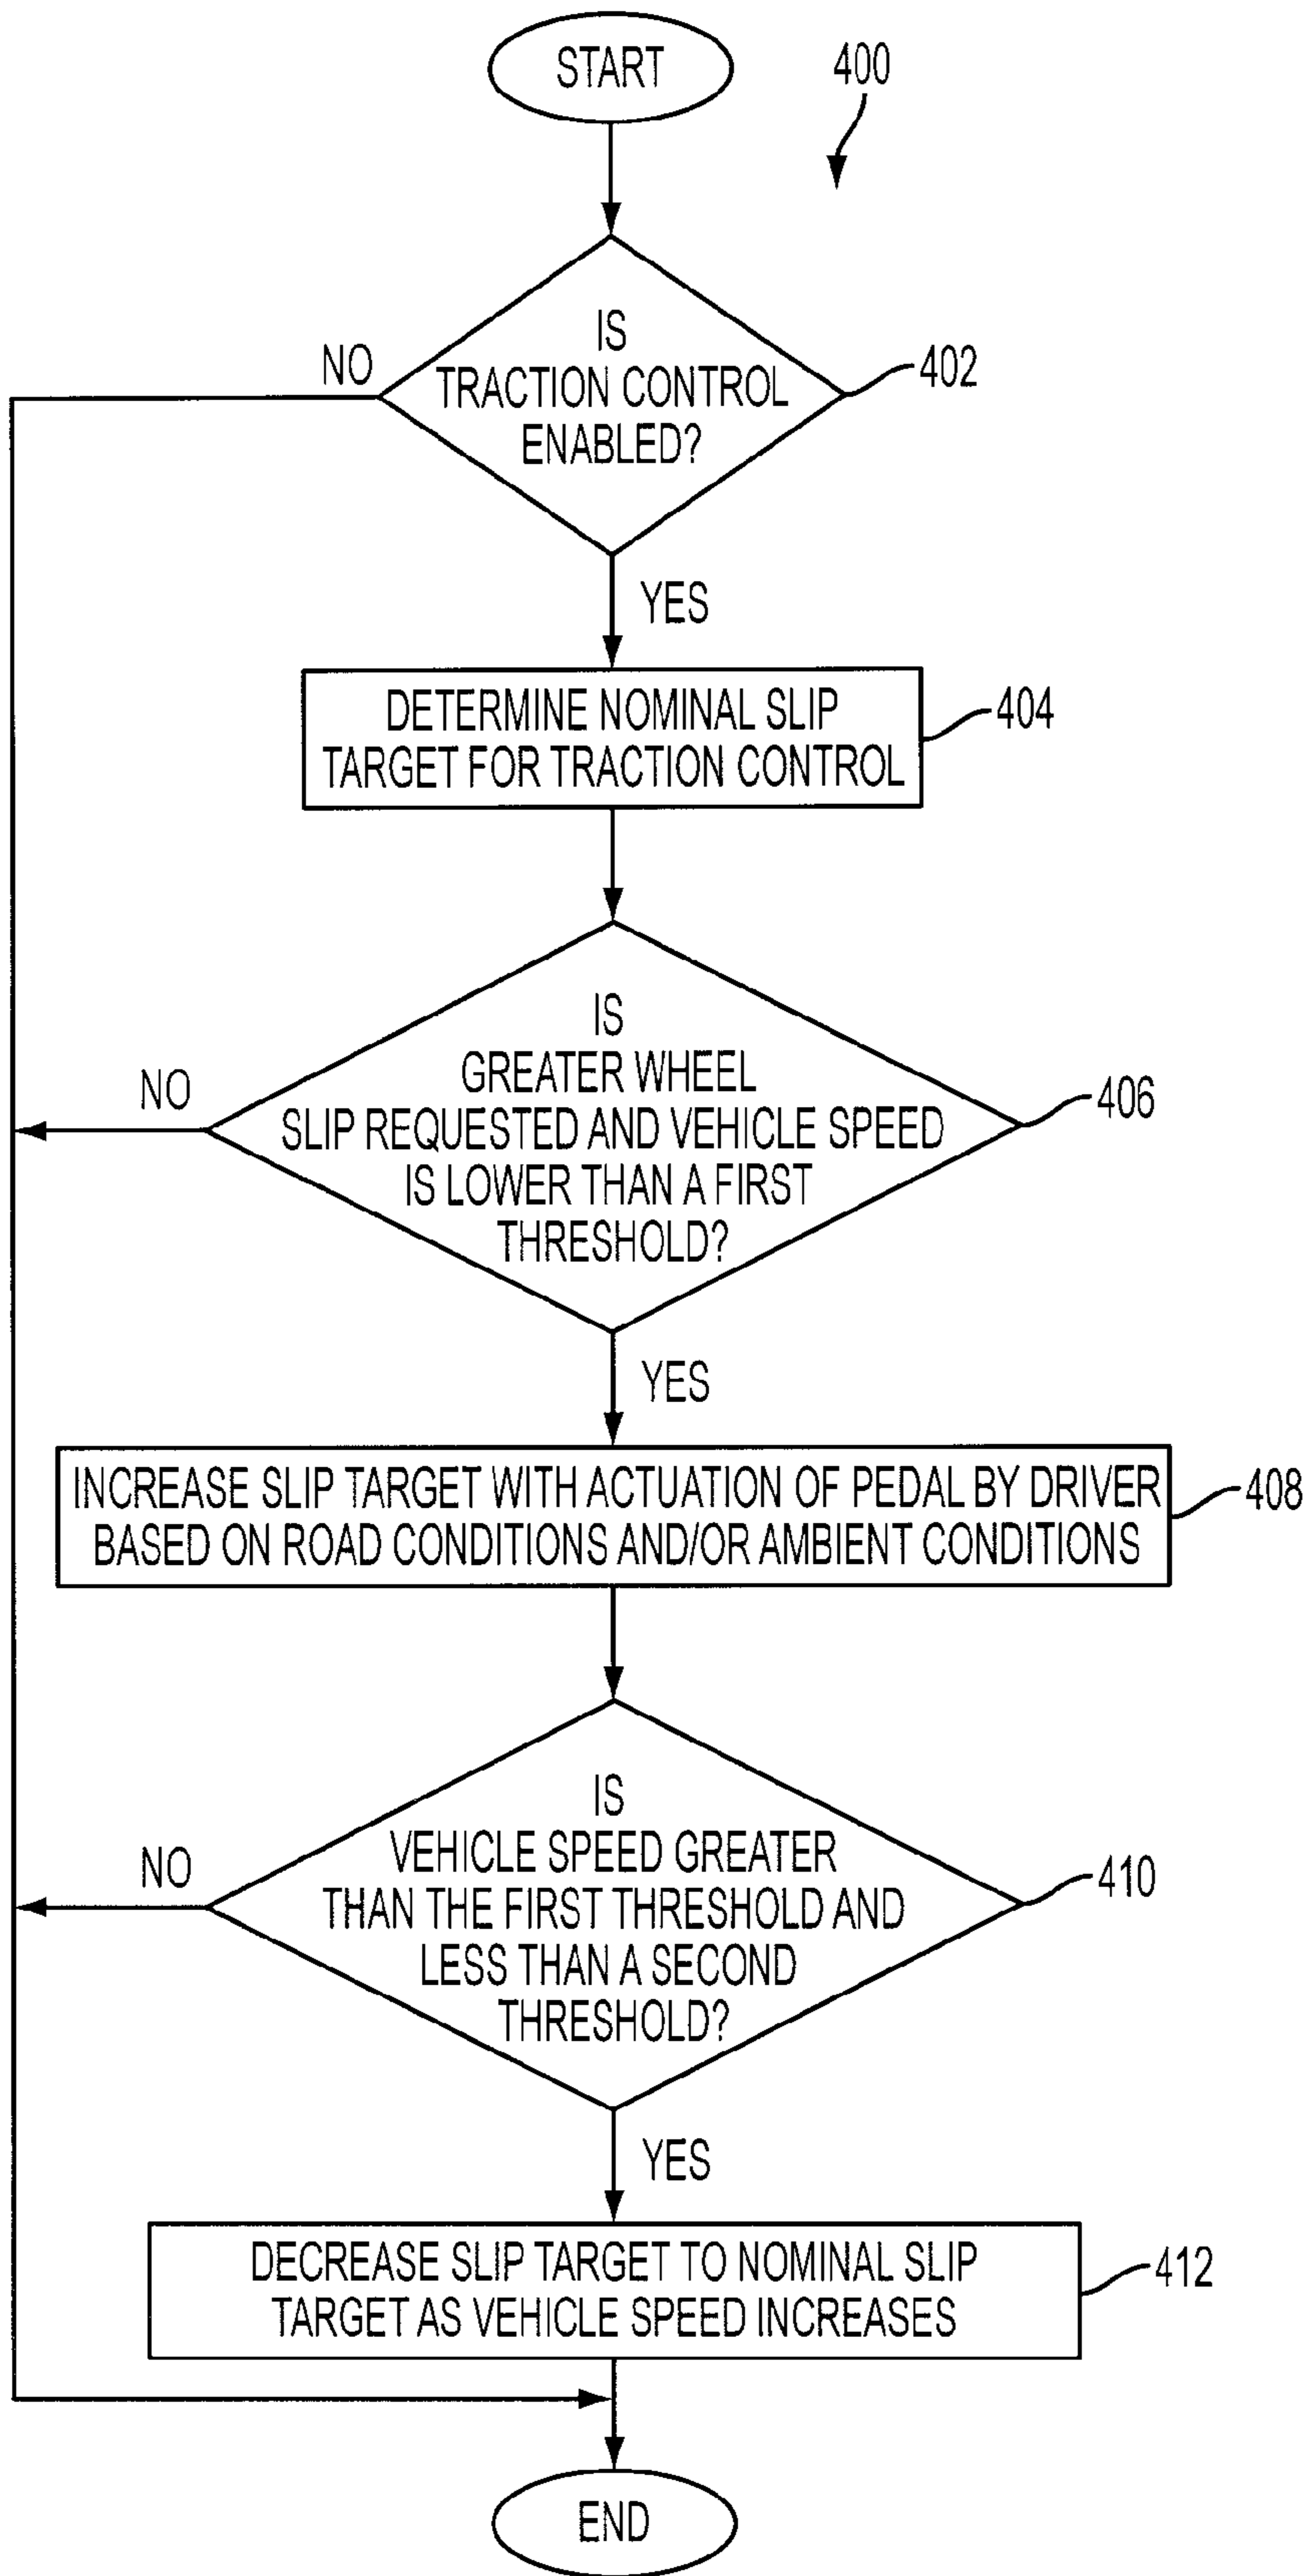 START
400
IS
TRACTION CONTROL
ENABLED?
NO
402
YES
DETERMINE NOMINAL SLIP
TARGET FOR TRACTION CONTROL
404
IS
GREATER WHEEL
SLIP REQUESTED AND VEHICLE SPEED
IS LOWER THAN A FIRST
THRESHOLD?
NO
406
YES
INCREASE SLIP TARGET WITH ACTUATION OF PEDAL BY DRIVER
BASED ON ROAD CONDITIONS AND/OR AMBIENT CONDITIONS
408
IS
VEHICLE SPEED GREATER
THAN THE FIRST THRESHOLD AND
LESS THAN A SECOND
THRESHOLD?
NO
410
YES
DECREASE SLIP TARGET TO NOMINAL SLIP
TARGET AS VEHICLE SPEED INCREASES
412
END